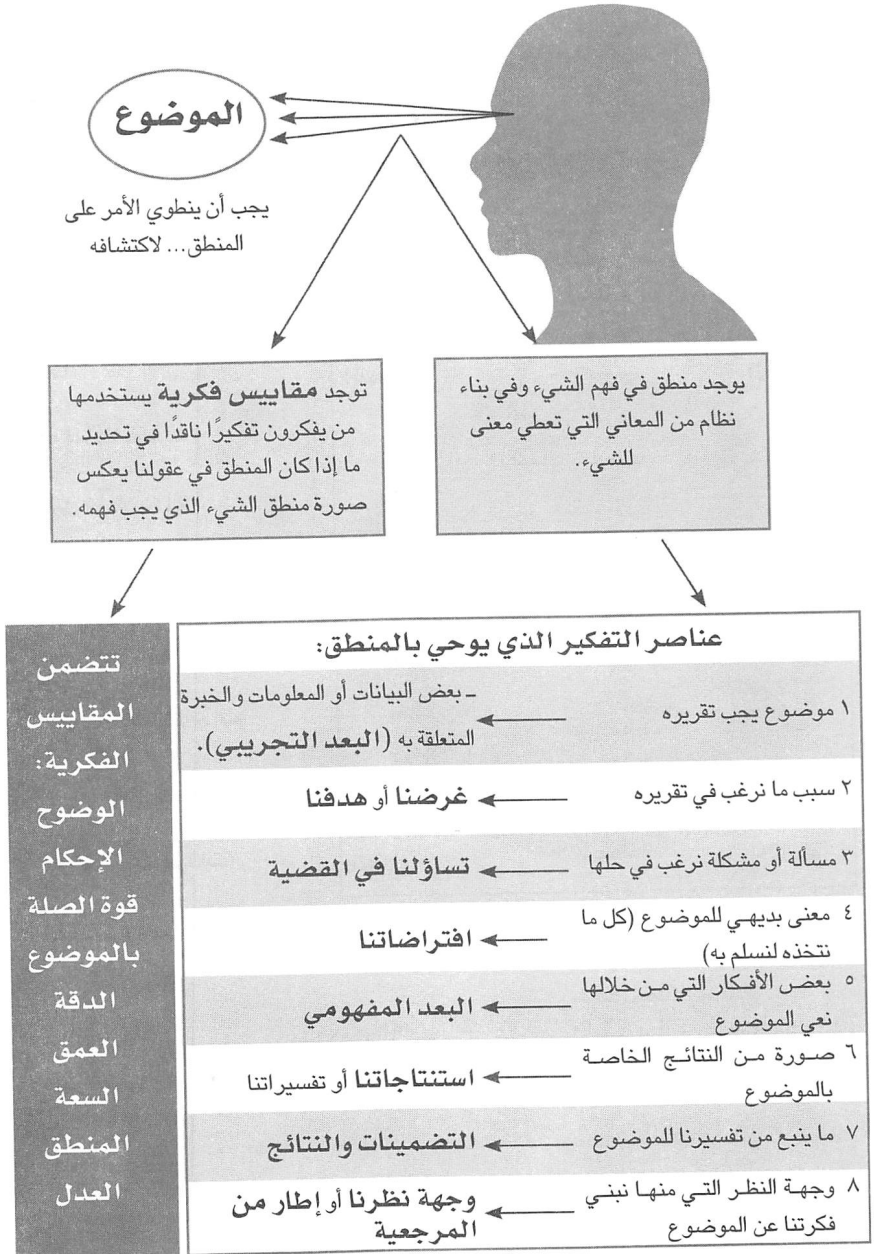 الموضوع
يجب أن ينطوي الأمر على
المنطق... لاكتشافه
يوجد منطق في فهم الشيء وفي بناء
نظام من المعاني التي تعطي معنى
للشيء.
توجد مقاييس فكرية يستخدمها
من يفكرون تفكيرًا ناقدًا في تحديد
ما إذا كان المنطق في عقولنا يعكس
صورة منطق الشيء الذي يجب فهمه.
عناصر التفكير الذي يوحي بالمنطق:
١ موضوع يجب تقريره
ـ بعض البيانات أو المعلومات والخبرة
المتعلقة به (البعد التجريبي).
٢ سبب ما نرغب في تقريره
غرضنا أو هدفنا
٣ مسألة أو مشكلة نرغب في حلها
تساؤلنا في القضية
٤ معنى بديهي للموضوع (كل ما
نتخذه لنسلم به)
افتراضاتنا
٥ بعض الأفكار التي من خلالها
نعي الموضوع
البعد المفهومي
٦ صورة من النتائج الخاصة
بالموضوع
استنتاجاتنا أو تفسيراتنا
٧ ما ينبع من تفسيرنا للموضوع
التضمينات والنتائج
٨ وجهة النظر التي منها نبني
فكرتنا عن الموضوع
وجهة نظرنا أو إطار من
المرجعية
تتضمن
المقاييس
الفكرية:
الوضوح
الإحكام
قوة الصلة
بالموضوع
الدقة
العمق
السعة
المنطق
العدل